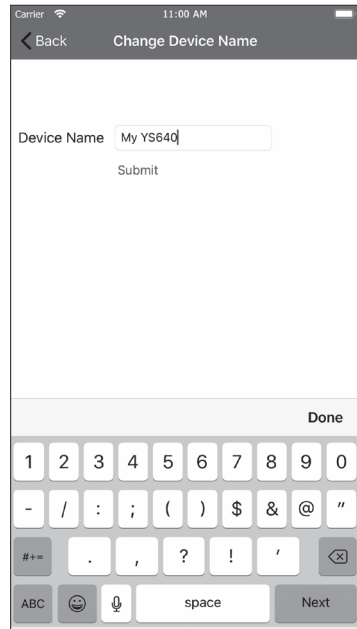 Carrier 11:00 AM
Back Change Device Name
Device Name My YS640
Submit
Done
1 2 3 4 5 6 7 8 9 0
- / : ; ( ) $ & @ "
#+= . , ? ! '
ABC space Next